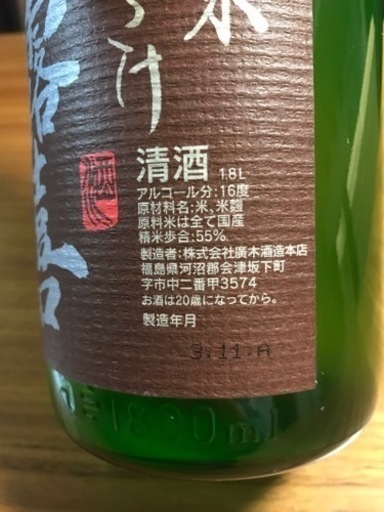 清酒 1.8L
アルコール分:16度
原材料名:米、米麹
原料米は全て国産
精米歩合:55%
製造者:株式会社廣木酒造本店
福島県河沼郡会津坂下町
字市中二番甲3574
お酒は20歳になってから。
製造年月
3.11.A
1800ml